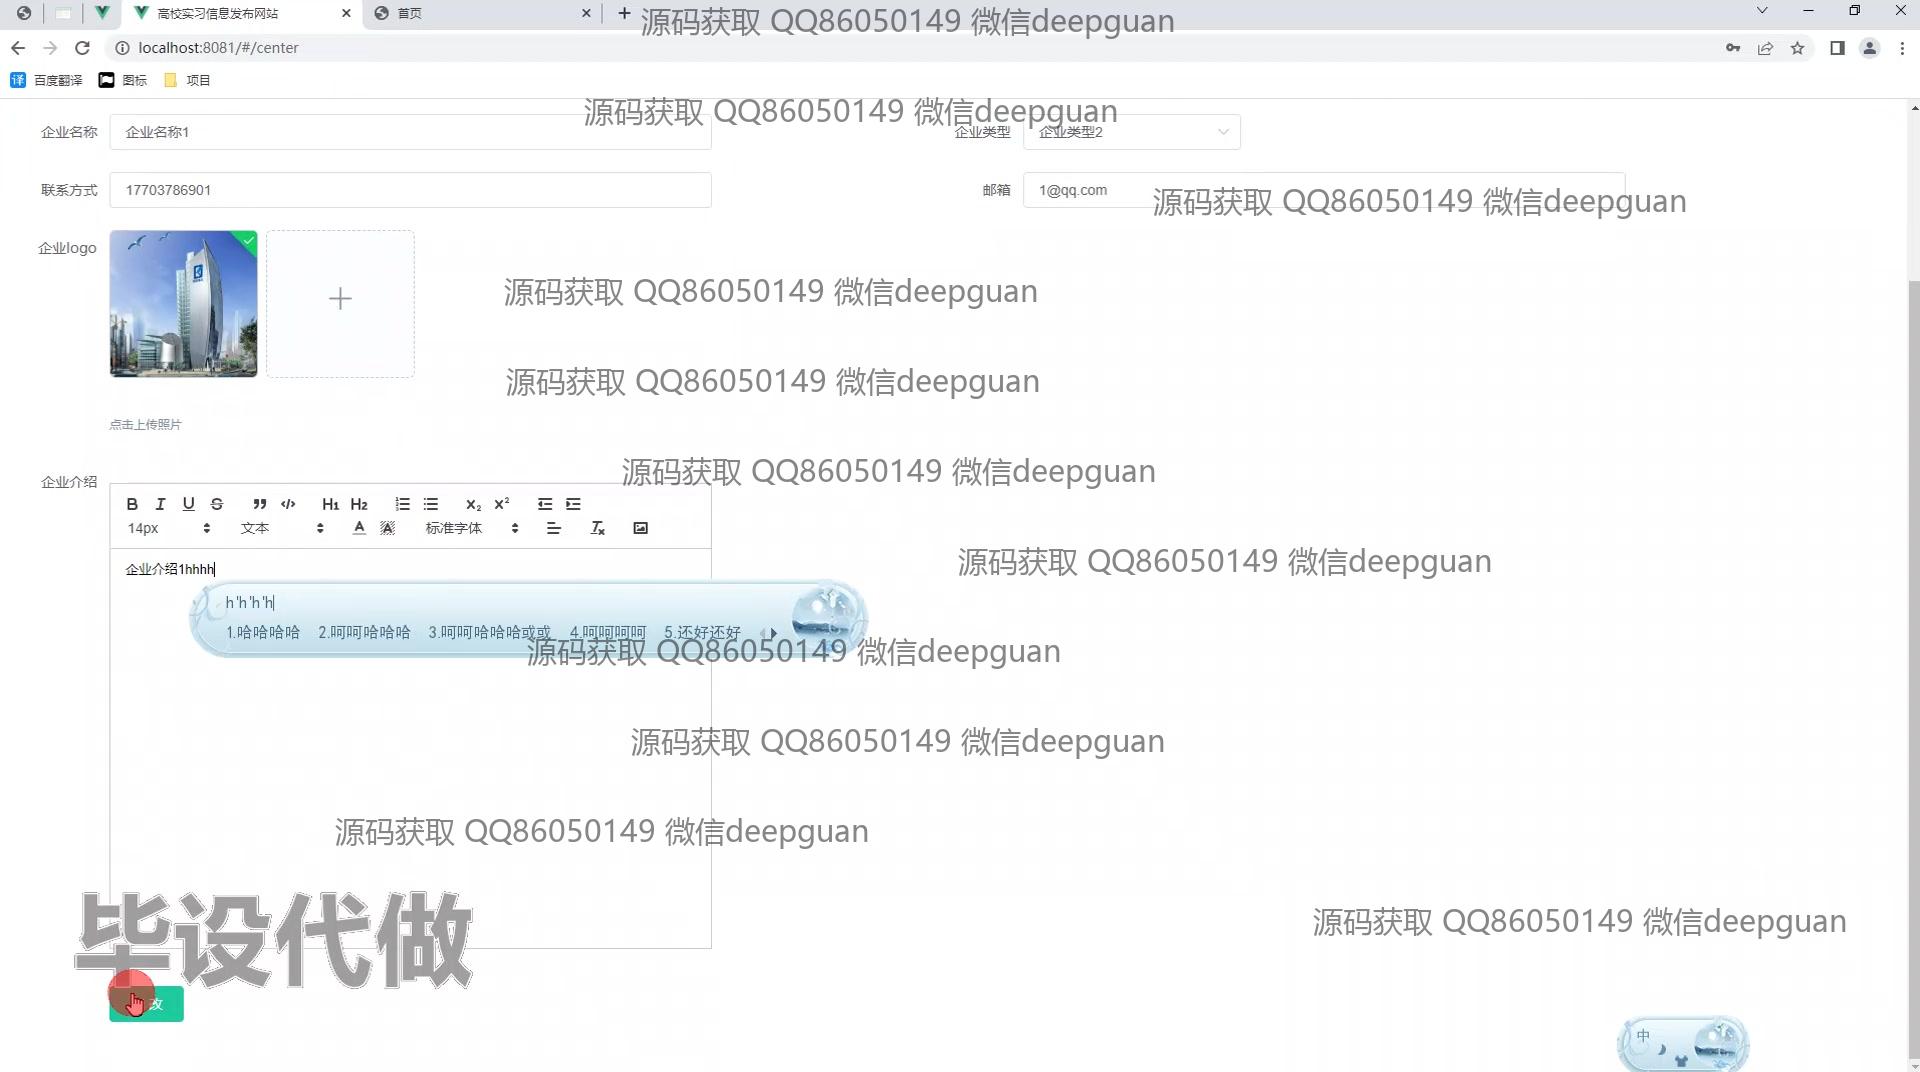 高校实习信息发布网站
首页
源码获取 QQ86050149 微信deepguan
localhost:8081/#/center
译 百度翻译 图标 项目
源码获取 QQ86050149 微信deepguan
企业名称 企业名称1 企业类型 企业类型2
联系方式 17703786901 邮箱 1@qq.com
源码获取 QQ86050149 微信deepguan
企业logo
源码获取 QQ86050149 微信deepguan
源码获取 QQ86050149 微信deepguan
点击上传照片
源码获取 QQ86050149 微信deepguan
企业介绍
B I U S H1 H2 x₂ x²
14px 文本 A A 标准字体 Tx
源码获取 QQ86050149 微信deepguan
企业介绍1hhhh
h'h'h'h
1.哈哈哈哈 2.呵呵哈哈哈 3.呵呵哈哈哈或或 4.呵呵呵呵 5.还好还好
源码获取 QQ86050149 微信deepguan
源码获取 QQ86050149 微信deepguan
源码获取 QQ86050149 微信deepguan
源码获取 QQ86050149 微信deepguan
毕设代做
改
中